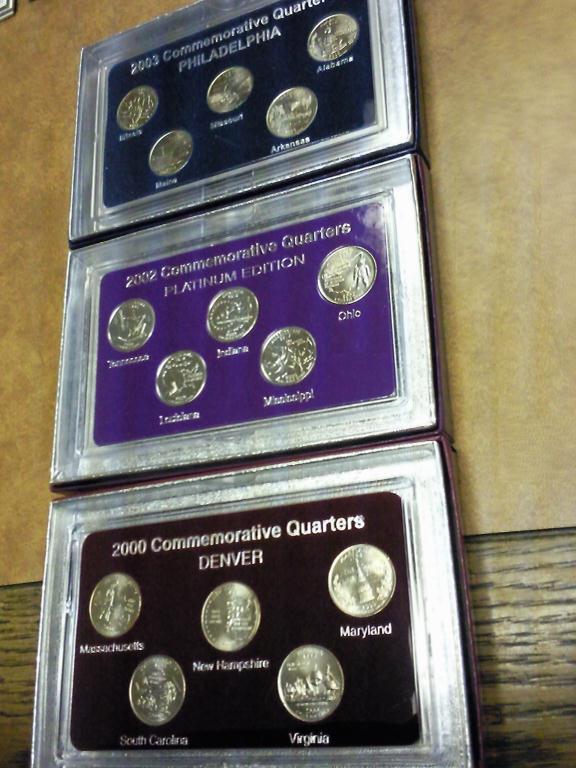 2003 Commemorative Quarters
PHILADELPHIA
Illinois
Maine
Missouri
Arkansas
Alabama
2002 Commemorative Quarters
PLATINUM EDITION
Tennessee
Louisiana
Indiana
Mississippi
Ohio
2000 Commemorative Quarters
DENVER
Massachusetts
South Carolina
New Hampshire
Virginia
Maryland